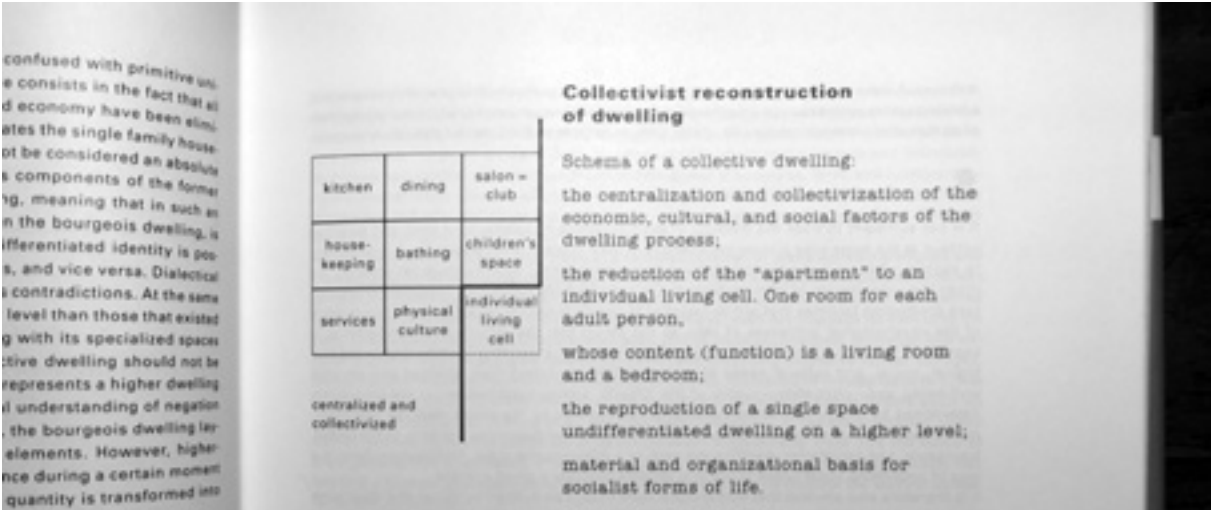 confused with primitive uni-
e consists in the fact that all
d economy have been elimi-
ates the single family house-
ot be considered an absolute
s components of the former
ng, meaning that in such an
n the bourgeois dwelling, is
ifferentiated identity is pos-
s, and vice versa. Dialectical
s contradictions. At the same
level than those that existed
g with its specialized spaces
ctive dwelling should not be
represents a higher dwelling
l understanding of negation
, the bourgeois dwelling lay-
elements. However, higher-
nce during a certain moment
quantity is transformed into
kitchen
dining
salon –
club
house-
keeping
bathing
children's
space
services
physical
culture
individual
living
cell
centralized and
collectivized
Collectivist reconstruction
of dwelling
Schema of a collective dwelling:
the centralization and collectivization of the
economic, cultural, and social factors of the
dwelling process;
the reduction of the "apartment" to an
individual living cell. One room for each
adult person,
whose content (function) is a living room
and a bedroom;
the reproduction of a single space
undifferentiated dwelling on a higher level;
material and organizational basis for
socialist forms of life.